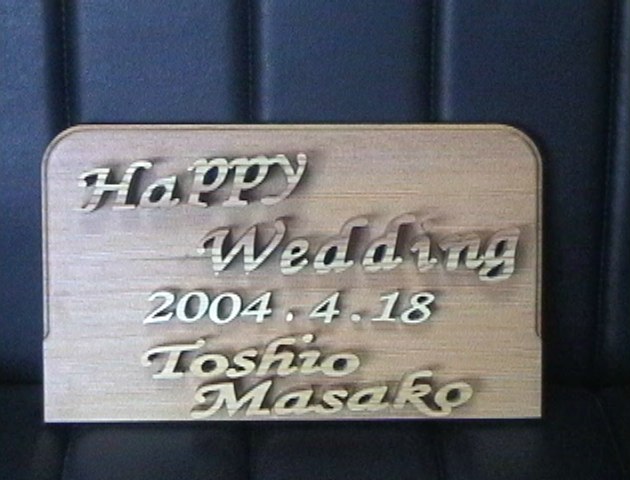 Happy
Wedding
2004.4.18
Toshio
Masako